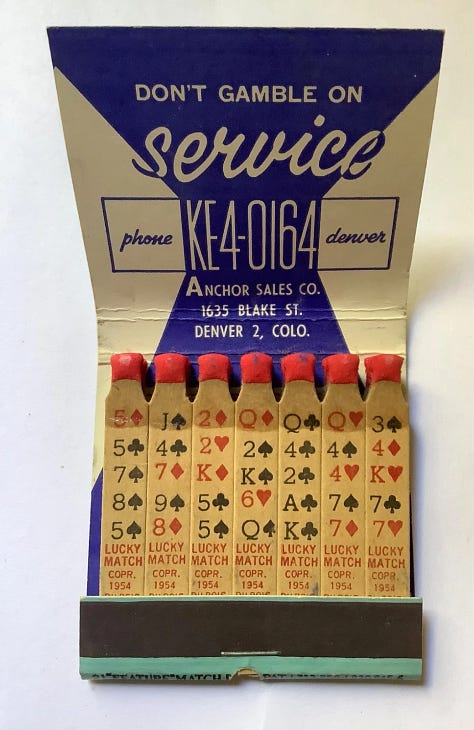 DON'T GAMBLE ON
service
phone KE4-0164 denver
ANCHOR SALES CO.
1635 BLAKE ST.
DENVER 2, COLO.
5♦ J♠ 2♦ Q♦ Q♣ Q♥ 3♠
5♣ 4♣ 2♥ 2♠ 4♣ 4♠ 4♦
7♠ 7♦ K♦ K♠ 2♣ 4♥ K♥
8♠ 9♠ 5♣ 6♥ A♣ 7♠ 7♣
5♠ 8♦ 5♠ Q♠ K♣ 7♦ 7♥
LUCKY LUCKY LUCKY LUCKY LUCKY LUCKY LUCKY
MATCH MATCH MATCH MATCH MATCH MATCH MATCH
COPR. COPR. COPR. COPR. COPR. COPR. COPR.
1954 1954 1954 1954 1954 1954 1954
"FEATURE" MATCH